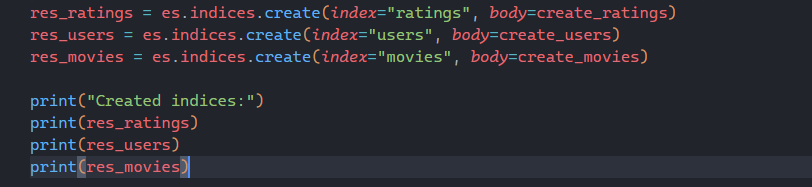 res_ratings = es.indices.create(index="ratings", body=create_ratings)
res_users = es.indices.create(index="users", body=create_users)
res_movies = es.indices.create(index="movies", body=create_movies)
print("Created indices:")
print(res_ratings)
print(res_users)
print(res_movies)